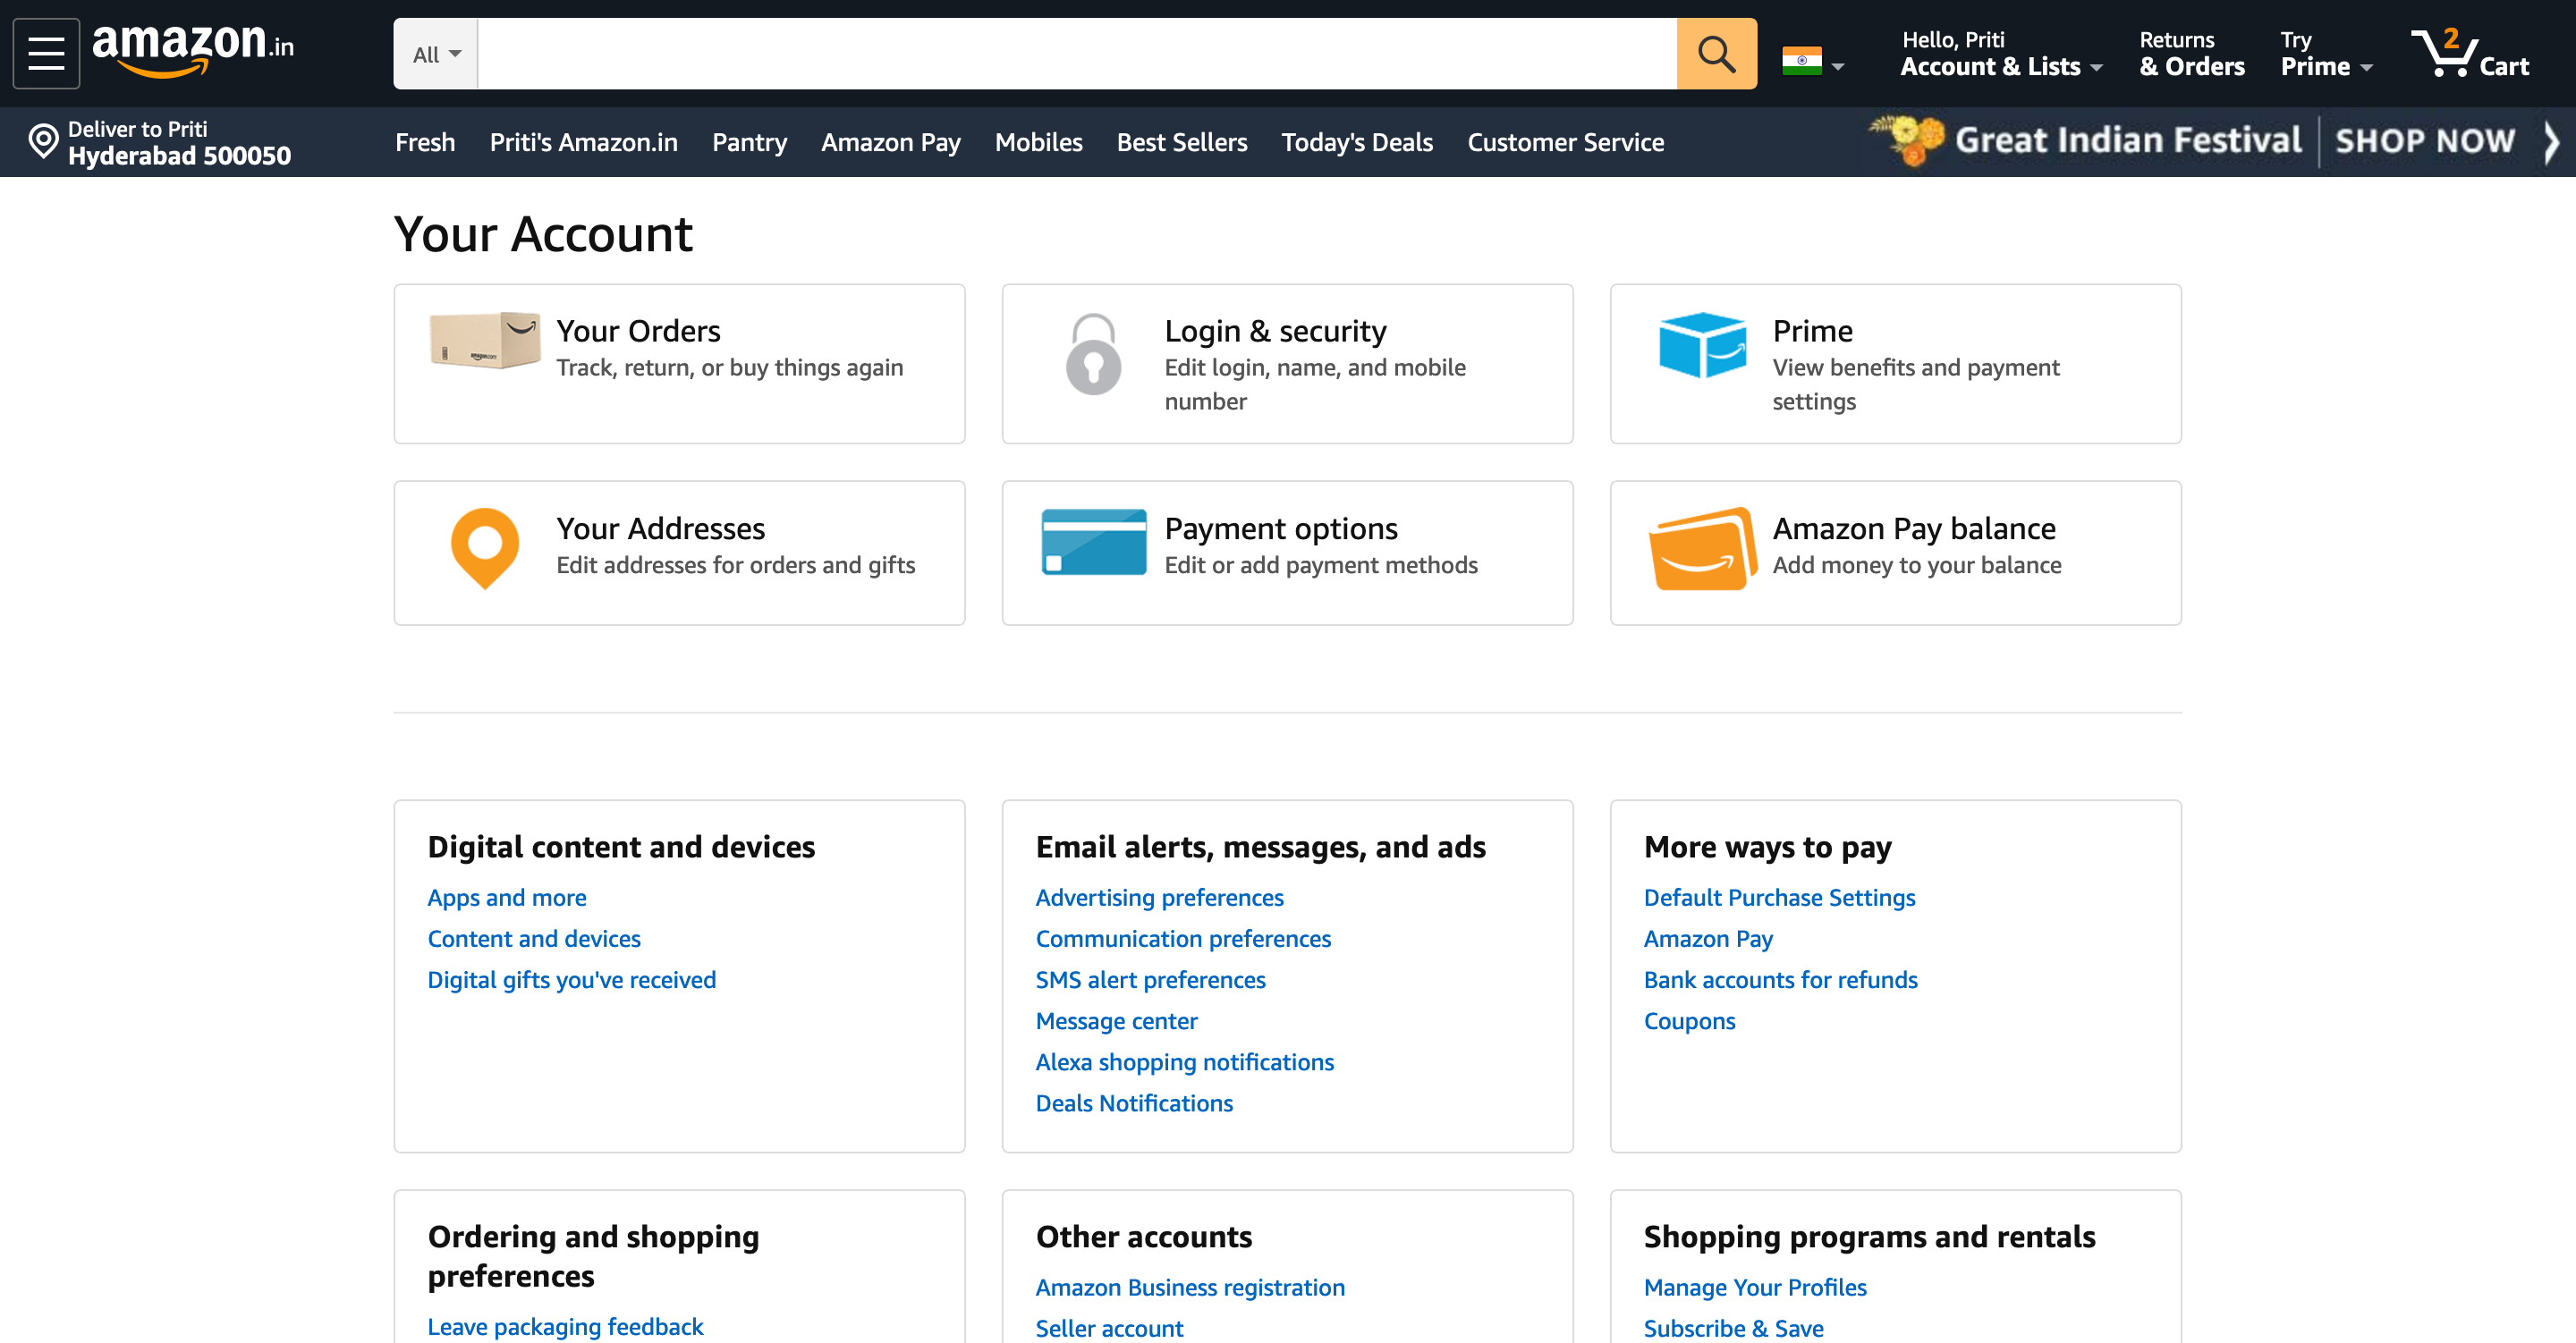 amazon.in
All
Hello, Priti
Account & Lists
Returns
& Orders
Try
Prime
2
Cart
Deliver to Priti
Hyderabad 500050
Fresh
Priti's Amazon.in
Pantry
Amazon Pay
Mobiles
Best Sellers
Today's Deals
Customer Service
Great Indian Festival
SHOP NOW
Your Account
Your Orders
Track, return, or buy things again
Login & security
Edit login, name, and mobile
number
Prime
View benefits and payment
settings
Your Addresses
Edit addresses for orders and gifts
Payment options
Edit or add payment methods
Amazon Pay balance
Add money to your balance
Digital content and devices
Apps and more
Content and devices
Digital gifts you've received
Email alerts, messages, and ads
Advertising preferences
Communication preferences
SMS alert preferences
Message center
Alexa shopping notifications
Deals Notifications
More ways to pay
Default Purchase Settings
Amazon Pay
Bank accounts for refunds
Coupons
Ordering and shopping
preferences
Leave packaging feedback
Other accounts
Amazon Business registration
Seller account
Shopping programs and rentals
Manage Your Profiles
Subscribe & Save